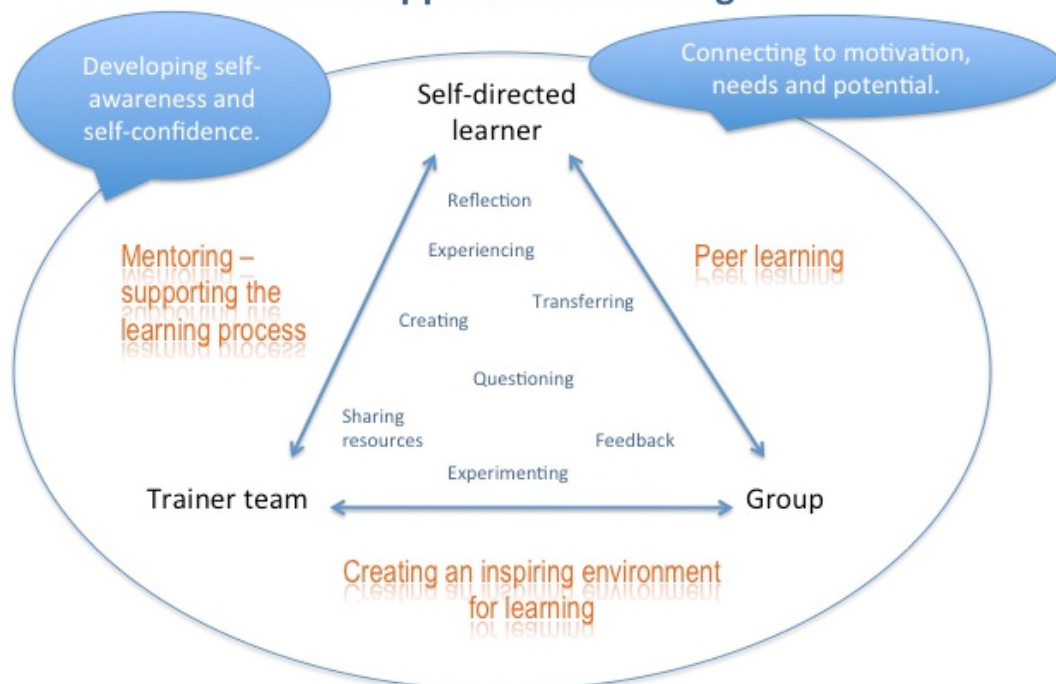 Developing self-
awareness and
self-confidence.
Connecting to motivation,
needs and potential.
Self-directed
learner
Reflection
Experiencing
Transferring
Creating
Questioning
Sharing
resources
Feedback
Experimenting
Mentoring –
supporting the
learning process
Peer learning
Trainer team
Group
Creating an inspiring environment
for learning